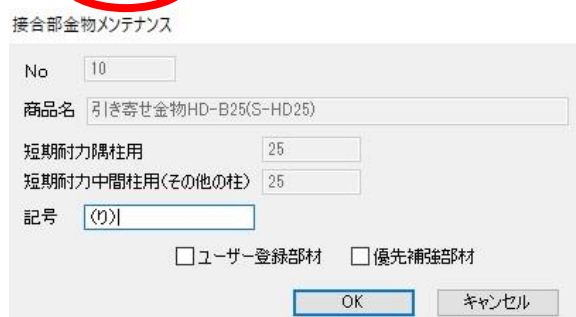 接合部金物メンテナンス
No 10
商品名 引き寄せ金物HD-B25(S-HD25)
短期耐力隅柱用 25
短期耐力中間柱用(その他の柱) 25
記号 (り)
ユーザー登録部材 優先補強部材
OK キャンセル